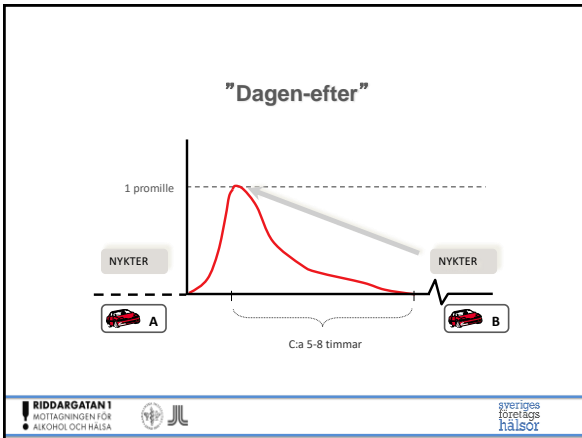 ”Dagen-efter”
1 promille
NYKTER
NYKTER
A
B
C:a 5-8 timmar
RIDDARGATAN 1
MOTTAGNINGEN FÖR
ALKOHOL OCH HÄLSA
sveriges
företags
hälsor